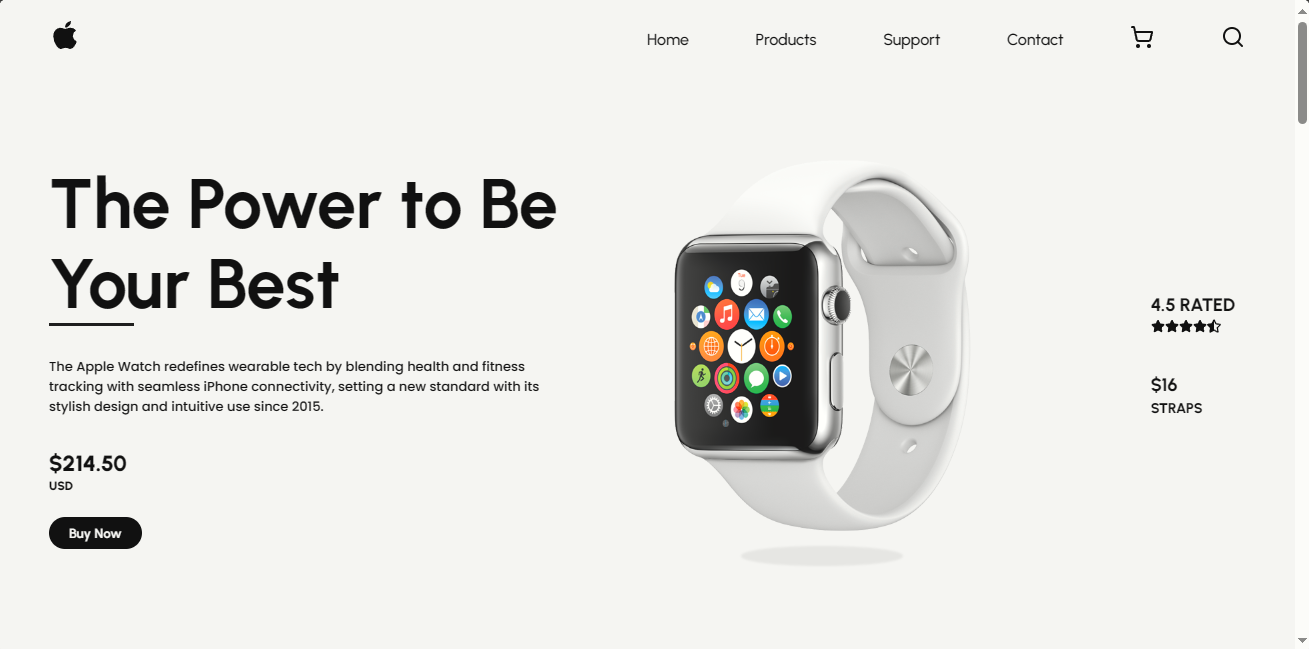 Home Products Support Contact
The Power to Be
Your Best
The Apple Watch redefines wearable tech by blending health and fitness
tracking with seamless iPhone connectivity, setting a new standard with its
stylish design and intuitive use since 2015.
$214.50
USD
Buy Now
Tue
9
4.5 RATED
$16
STRAPS